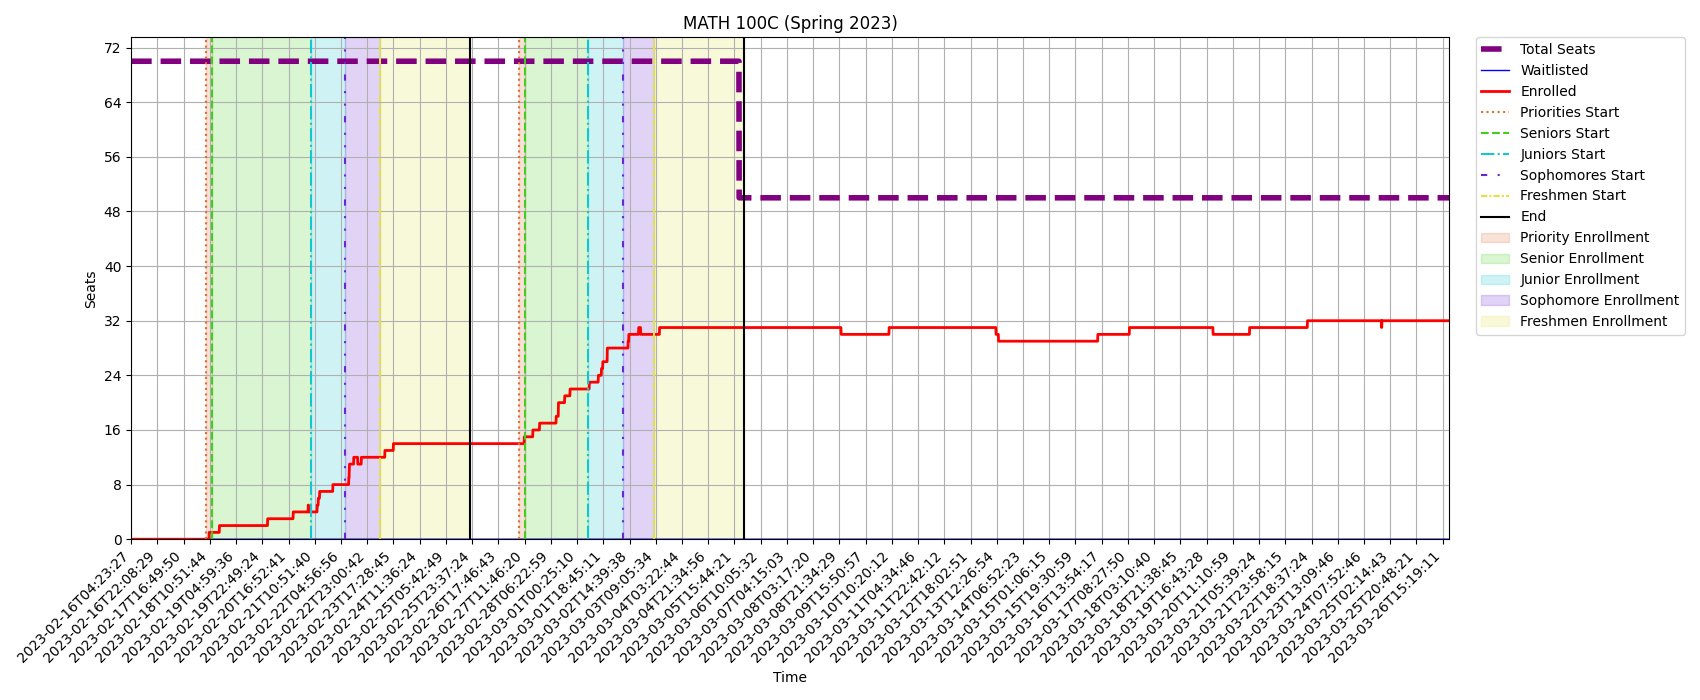 MATH 100C (Spring 2023)
72
64
56
48
40
32
24
16
8
0
Seats
2023-02-16T04:23:27
2023-02-16T22:08:29
2023-02-17T16:49:50
2023-02-18T10:51:44
2023-02-19T04:59:36
2023-02-19T22:49:24
2023-02-20T16:52:41
2023-02-21T10:51:40
2023-02-22T04:56:56
2023-02-22T23:00:42
2023-02-23T17:28:45
2023-02-24T11:36:24
2023-02-25T05:42:49
2023-02-25T23:37:24
2023-02-26T17:46:43
2023-02-27T11:46:20
2023-02-28T06:22:59
2023-03-01T00:25:10
2023-03-01T18:45:11
2023-03-02T14:39:38
2023-03-03T09:05:34
2023-03-04T03:22:44
2023-03-04T21:34:56
2023-03-05T15:44:21
2023-03-06T10:05:32
2023-03-07T04:15:03
2023-03-08T03:17:20
2023-03-08T21:34:29
2023-03-09T15:50:57
2023-03-10T10:20:12
2023-03-11T04:34:46
2023-03-11T22:42:12
2023-03-12T18:02:51
2023-03-13T12:26:54
2023-03-14T06:52:23
2023-03-15T01:06:15
2023-03-15T19:30:59
2023-03-16T13:54:17
2023-03-17T08:27:50
2023-03-18T03:10:40
2023-03-18T21:38:45
2023-03-19T16:43:28
2023-03-20T11:10:59
2023-03-21T05:39:24
2023-03-21T23:58:15
2023-03-22T18:37:24
2023-03-23T13:09:46
2023-03-24T07:52:46
2023-03-25T02:14:43
2023-03-25T20:48:21
2023-03-26T15:19:11
Time
Total Seats
Waitlisted
Enrolled
Priorities Start
Seniors Start
Juniors Start
Sophomores Start
Freshmen Start
End
Priority Enrollment
Senior Enrollment
Junior Enrollment
Sophomore Enrollment
Freshmen Enrollment